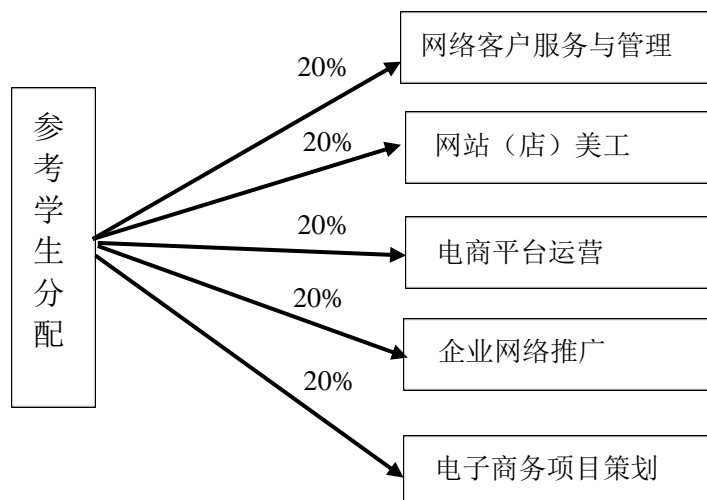 参考学生分配
20%
网络客户服务与管理
20%
网站（店）美工
20%
电商平台运营
20%
企业网络推广
20%
电子商务项目策划